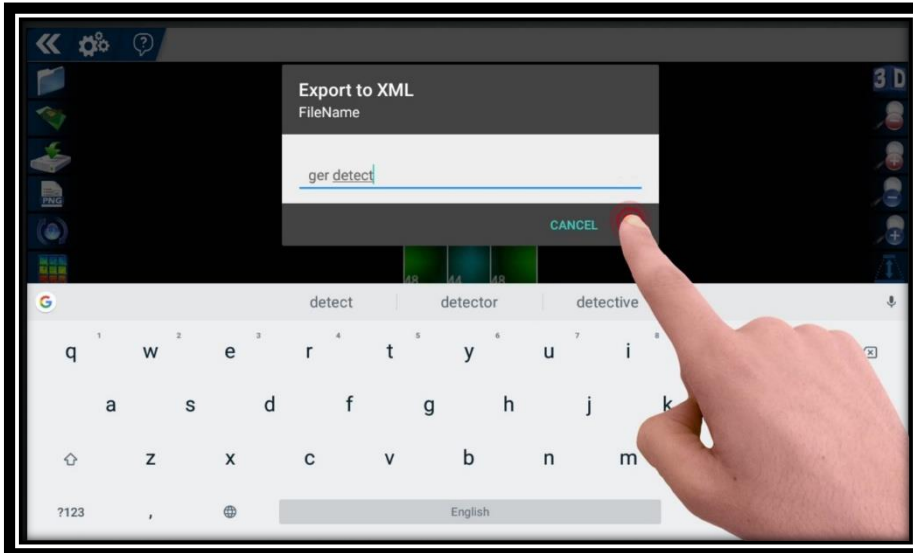 ?
3 D
Export to XML
FileName
PNG
ger detect
CANCEL
48 44 48
G
detect detector detective
q 1 w 2 e 3 r 4 t 5 y 6 u 7 i 8
a s d f g h j k
z x c v b n m
?123 , English